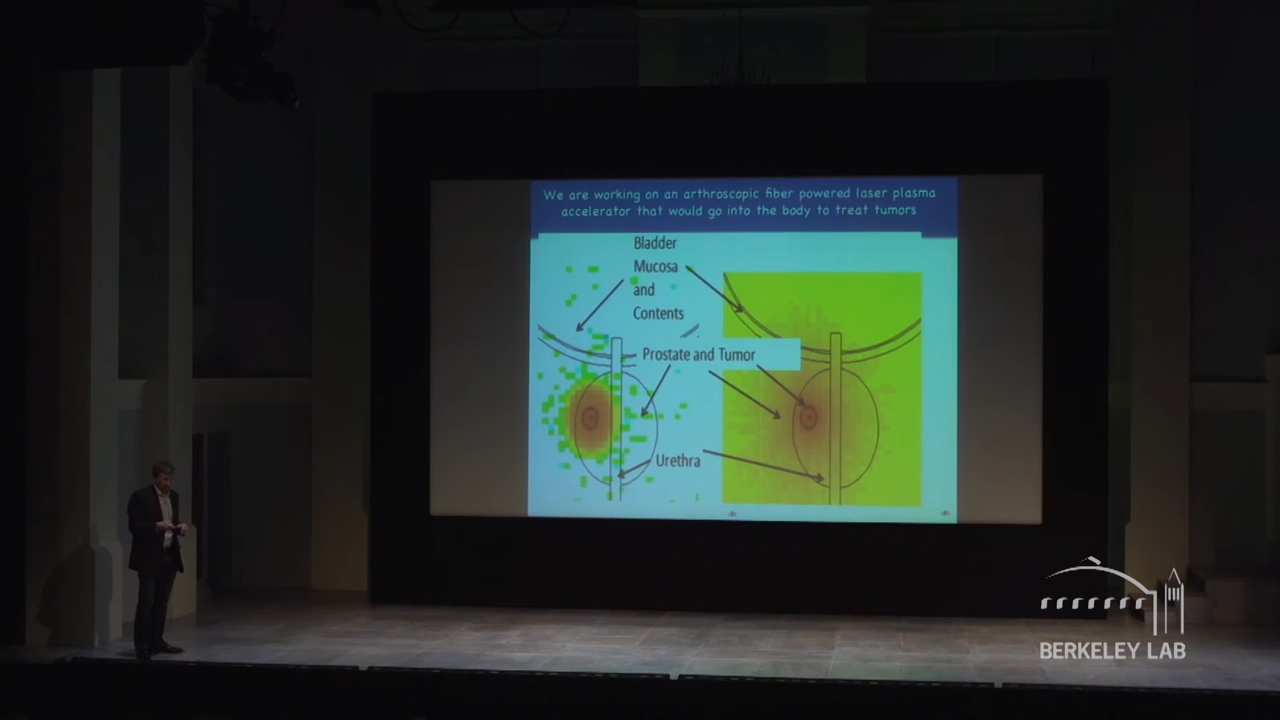 We are working on an arthroscopic fiber powered laser plasma
accelerator that would go into the body to treat tumors
Bladder
Mucosa
and
Contents
Prostate and Tumor
Urethra
BERKELEY LAB